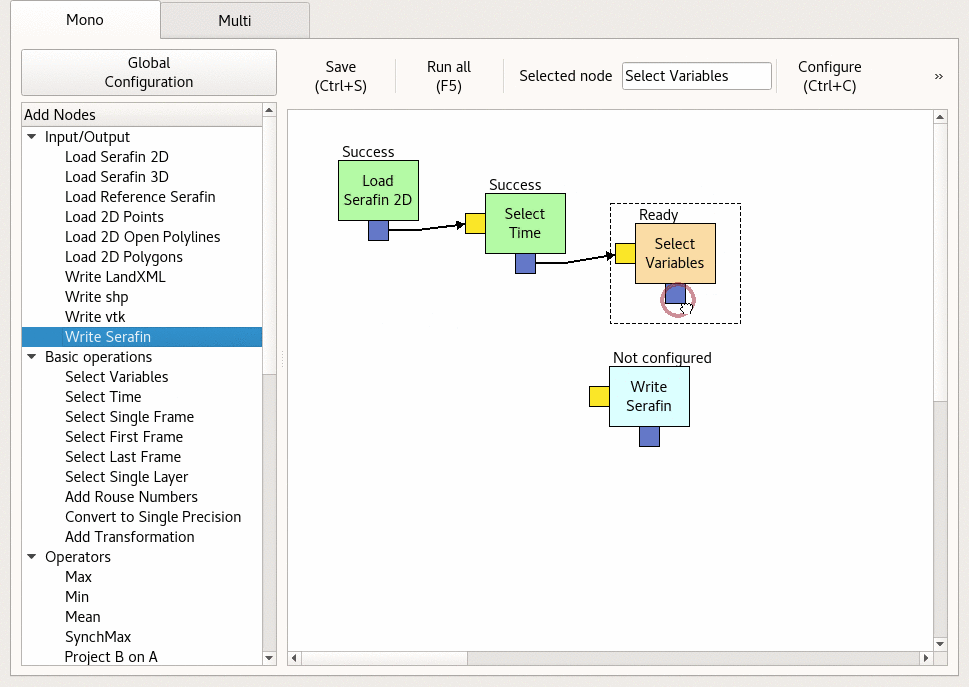 Mono
Multi
Global
Configuration
Save
(Ctrl+S)
Run all
(F5)
Selected node
Select Variables
Configure
(Ctrl+C)
»
Add Nodes
Input/Output
Load Serafin 2D
Load Serafin 3D
Load Reference Serafin
Load 2D Points
Load 2D Open Polylines
Load 2D Polygons
Write LandXML
Write shp
Write vtk
Write Serafin
Basic operations
Select Variables
Select Time
Select Single Frame
Select First Frame
Select Last Frame
Select Single Layer
Add Rouse Numbers
Convert to Single Precision
Add Transformation
Operators
Max
Min
Mean
SynchMax
Project B on A
Success
Load
Serafin 2D
Success
Select
Time
Ready
Select
Variables
Not configured
Write
Serafin